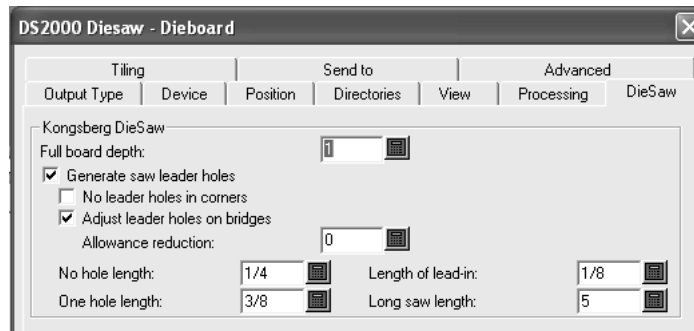 DS2000 Diesaw - Dieboard
Tiling Send to Advanced
Output Type Device Position Directories View Processing DieSaw
Kongsberg DieSaw
Full board depth: 1
Generate saw leader holes
No leader holes in corners
Adjust leader holes on bridges
Allowance reduction: 0
No hole length: 1/4 Length of lead-in: 1/8
One hole length: 3/8 Long saw length: 5